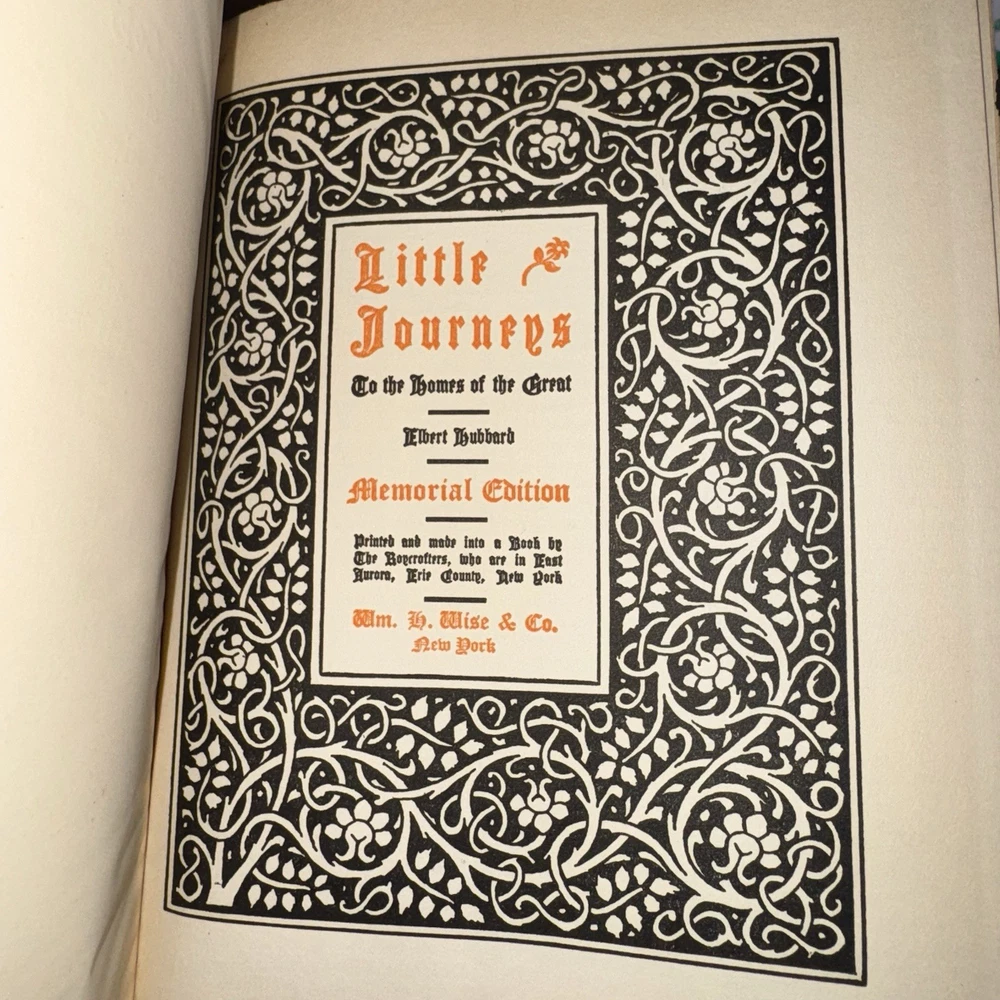 Little
Journeys
To the Homes of the Great
Elbert Hubbard
Memorial Edition
Printed and made into a Book by
The Roycrofters, who are in East
Aurora, Erie County, New York
Wm. H. Wise & Co.
New York